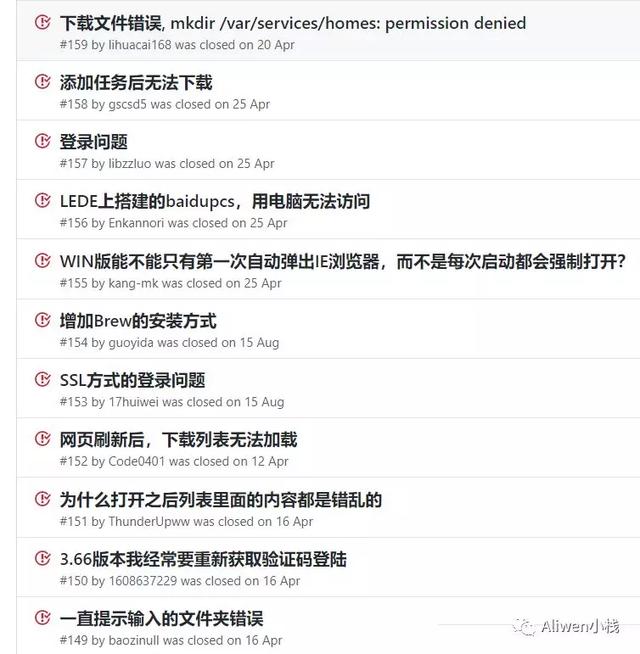 下载文件错误, mkdir /var/services/homes: permission denied
#159 by lihuacai168 was closed on 20 Apr
添加任务后无法下载
#158 by gscsd5 was closed on 25 Apr
登录问题
#157 by libzzluo was closed on 25 Apr
LEDE上搭建的baidupcs，用电脑无法访问
#156 by Enkannori was closed on 25 Apr
WIN版能不能只有第一次自动弹出IE浏览器，而不是每次启动都会强制打开？
#155 by kang-mk was closed on 25 Apr
增加Brew的安装方式
#154 by guoyida was closed on 15 Aug
SSL方式的登录问题
#153 by 17huiwei was closed on 15 Aug
网页刷新后，下载列表无法加载
#152 by Code0401 was closed on 12 Apr
为什么打开之后列表里面的内容都是错乱的
#151 by ThunderUpww was closed on 16 Apr
3.66版本我经常要重新获取验证码登陆
#150 by 1608637229 was closed on 16 Apr
一直提示输入的文件夹错误
#149 by baozinull was closed on 16 Apr
Aliwen小栈